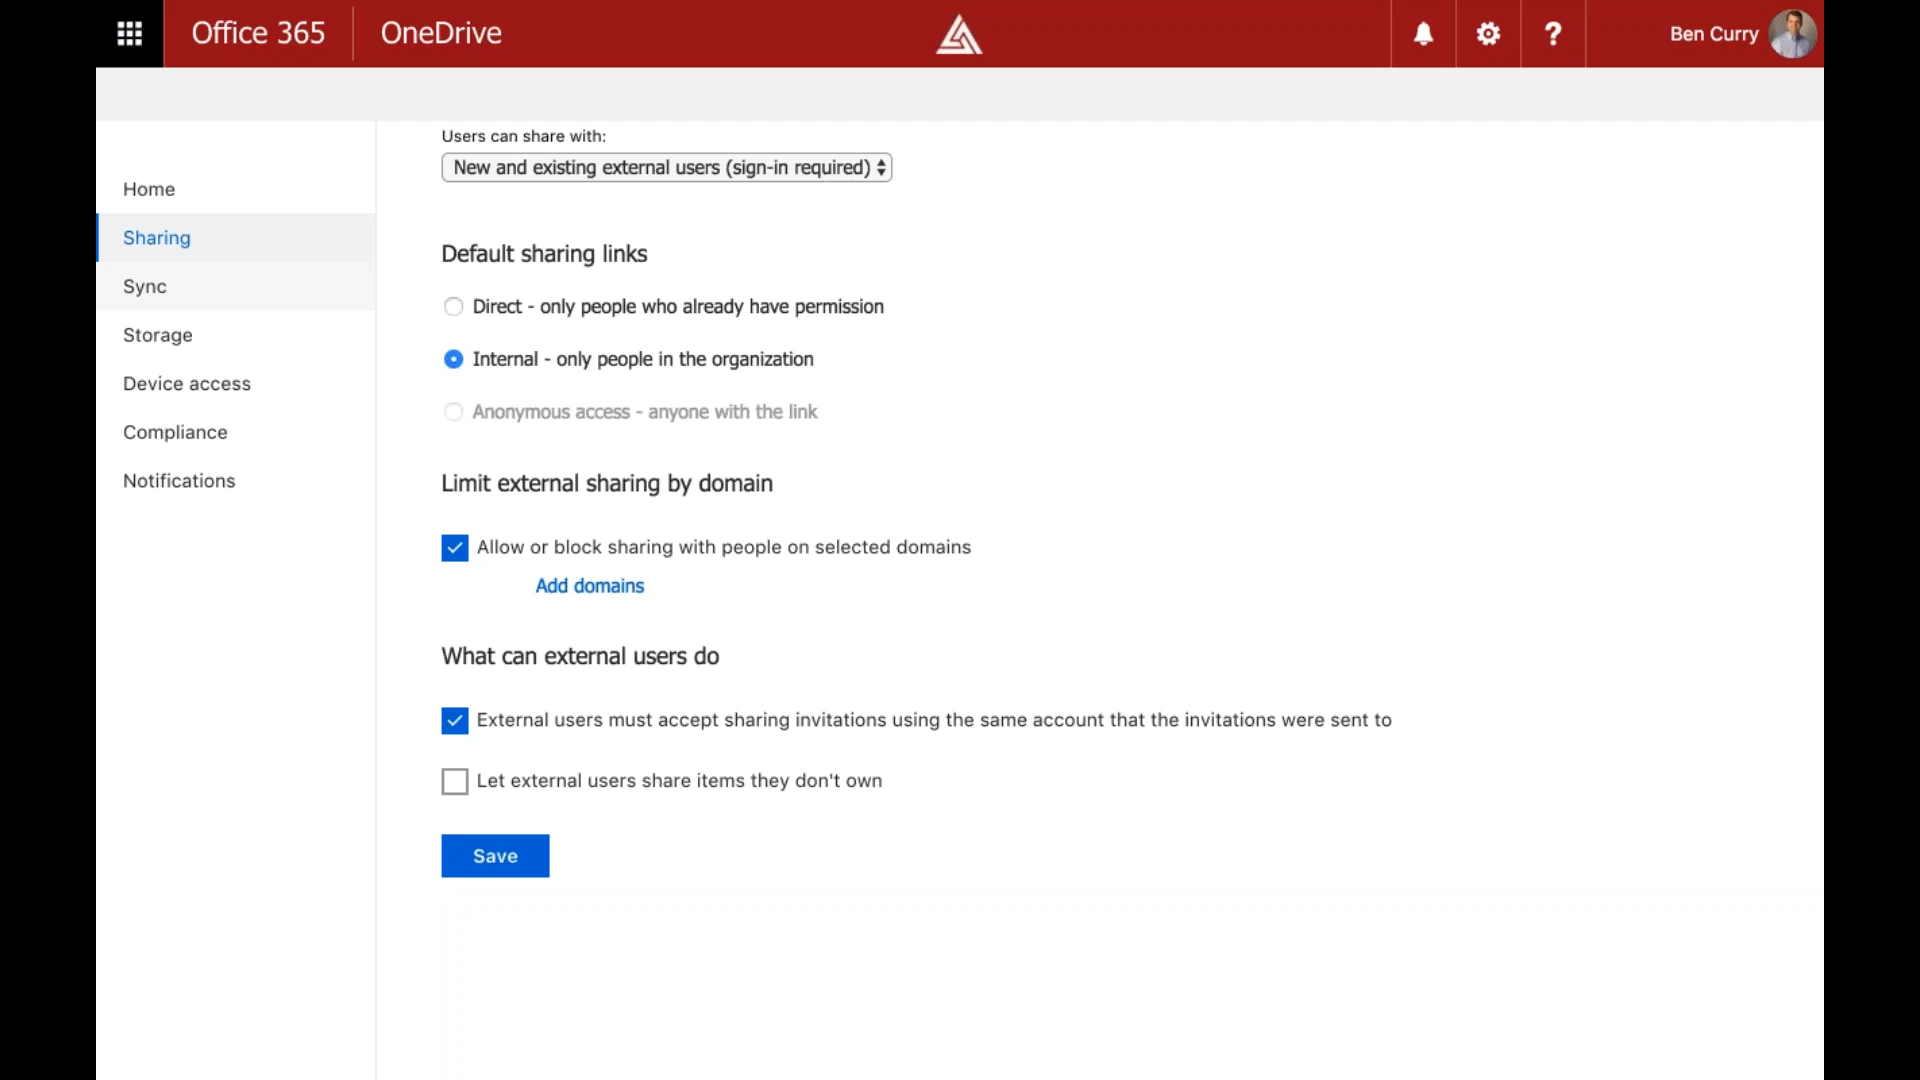 Office 365
OneDrive
?
Ben Curry
Home
Sharing
Sync
Storage
Device access
Compliance
Notifications
Users can share with:
New and existing external users (sign-in required)
Default sharing links
Direct - only people who already have permission
Internal - only people in the organization
Anonymous access - anyone with the link
Limit external sharing by domain
Allow or block sharing with people on selected domains
Add domains
What can external users do
External users must accept sharing invitations using the same account that the invitations were sent to
Let external users share items they don't own
Save